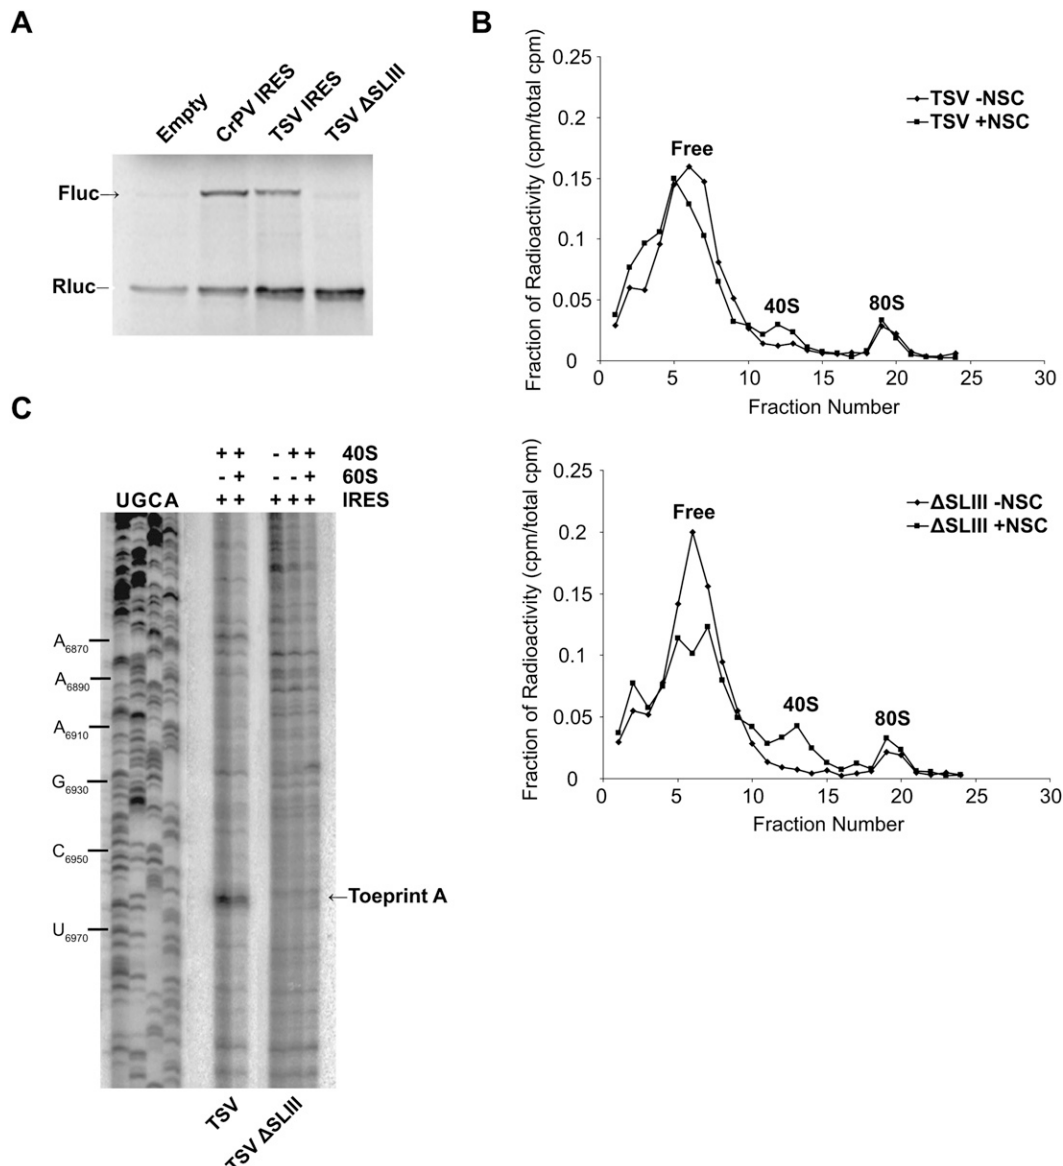 A
Empty
CrPV IRES
TSV IRES
TSV ΔSLIII
Fluc→
Rluc–
B
Fraction of Radioactivity (cpm/total cpm)
0.25
0.2
0.15
0.1
0.05
0
TSV -NSC
TSV +NSC
Free
40S
80S
0 5 10 15 20 25 30
Fraction Number
Fraction of Radioactivity (cpm/total cpm)
0.25
0.2
0.15
0.1
0.05
0
ΔSLIII -NSC
ΔSLIII +NSC
Free
40S
80S
0 5 10 15 20 25 30
Fraction Number
C
+ + - + + 40S
- + - - + 60S
UGCA + + + + + IRES
A6870
A6890
A6910
G6930
C6950
←Toeprint A
U6970
TSV
TSV ΔSLIII